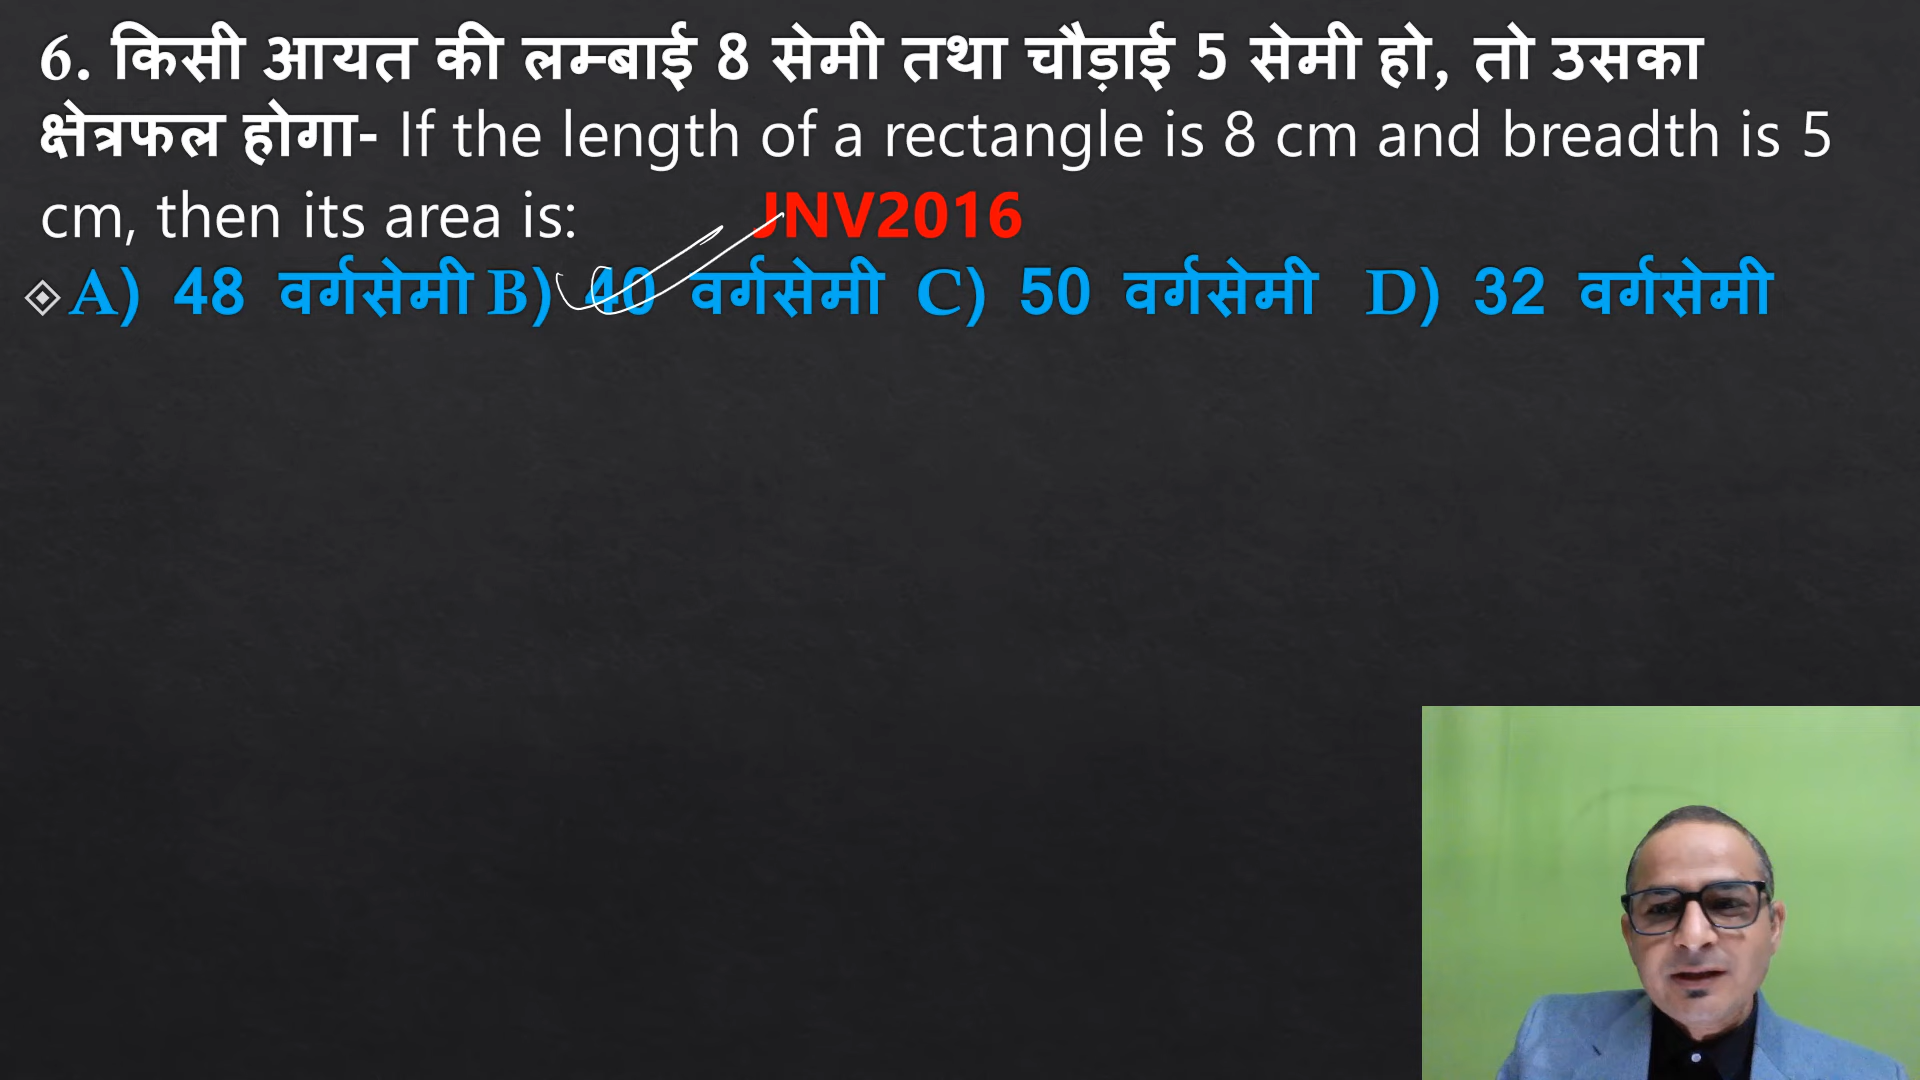 6. किसी आयत की लम्बाई 8 सेमी तथा चौड़ाई 5 सेमी हो, तो उसका
क्षेत्रफल होगा- If the length of a rectangle is 8 cm and breadth is 5
cm, then its area is: JNV2016
A) 48 वर्गसेमी B) 40 वर्गसेमी C) 50 वर्गसेमी D) 32 वर्गसेमी